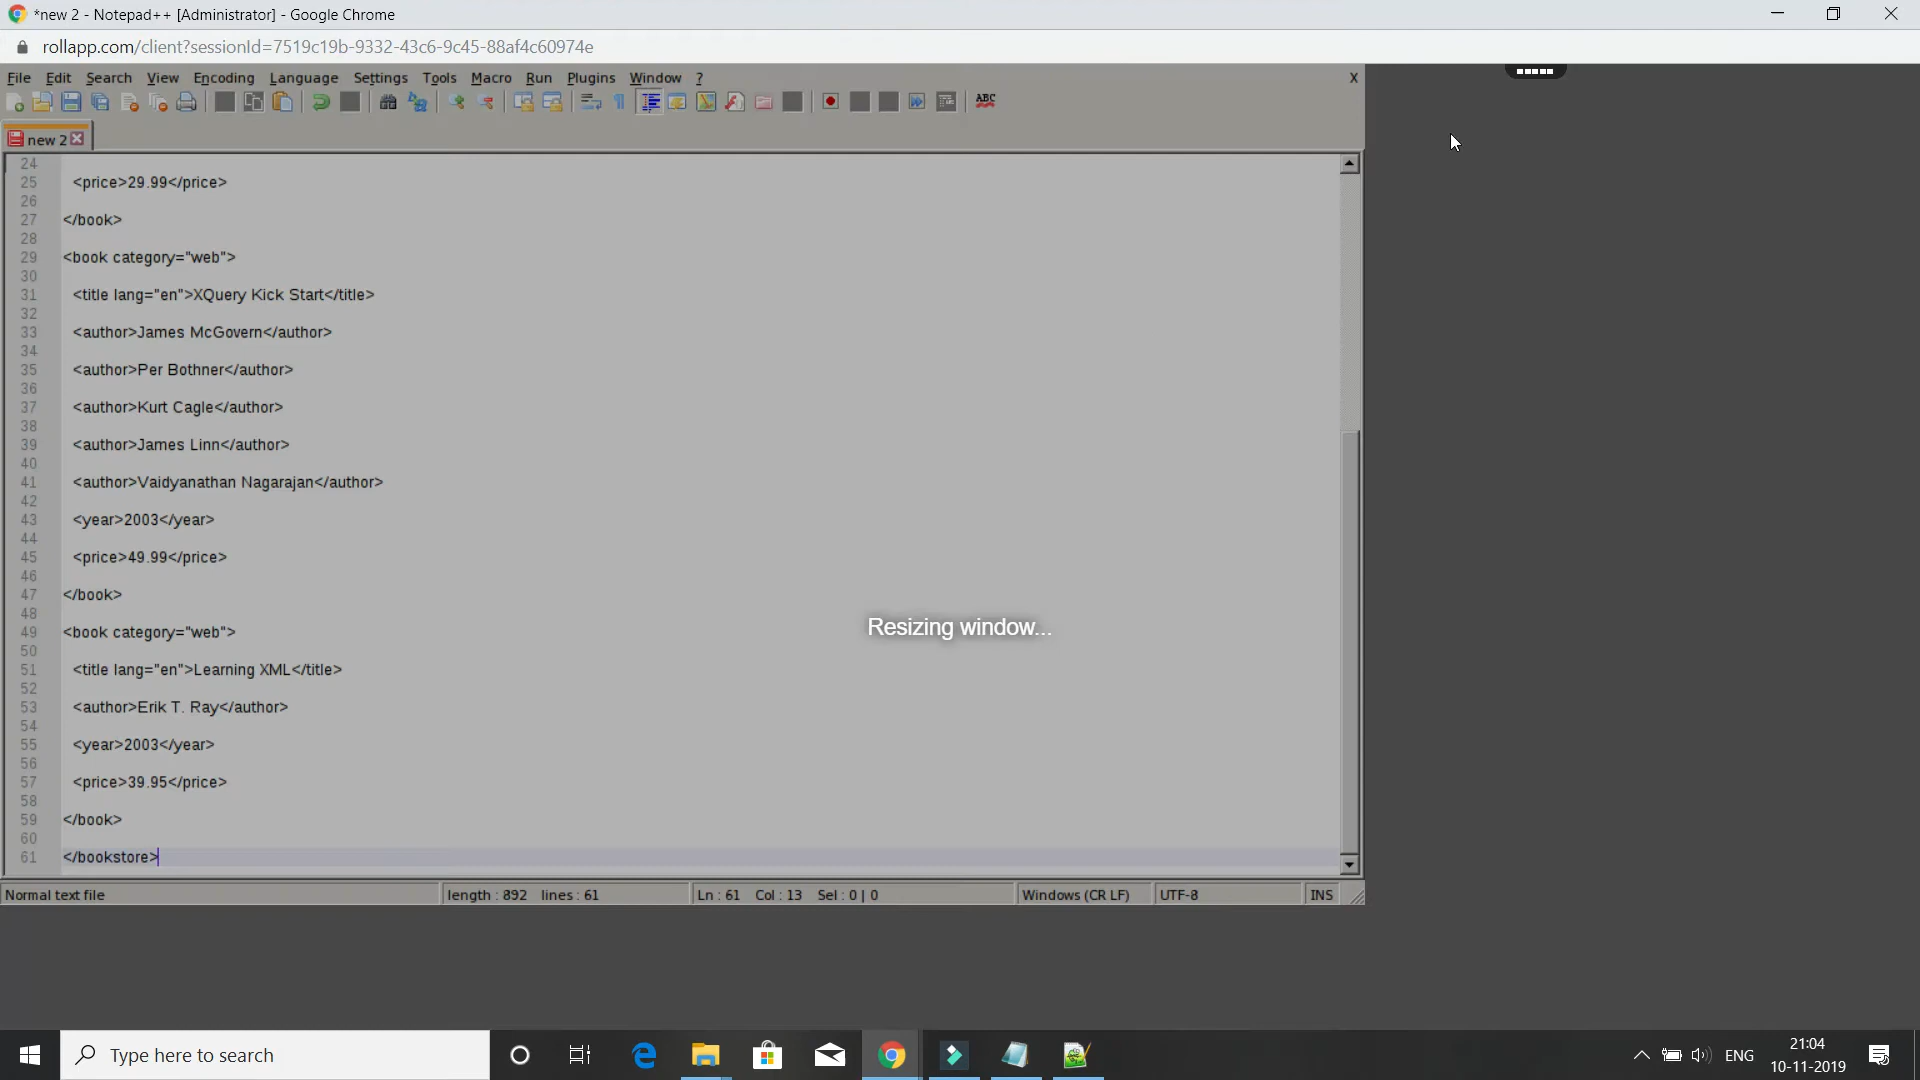 *new 2 - Notepad++ [Administrator] - Google Chrome
rollapp.com/client?sessionId=7519c19b-9332-43c6-9c45-88af4c60974e
File Edit Search View Encoding Language Settings Tools Macro Run Plugins Window ? X
ABC
new 2
24
25 <price>29.99</price>
26
27 </book>
28
29 <book category="web">
30
31 <title lang="en">XQuery Kick Start</title>
32
33 <author>James McGovern</author>
34
35 <author>Per Bothner</author>
36
37 <author>Kurt Cagle</author>
38
39 <author>James Linn</author>
40
41 <author>Vaidyanathan Nagarajan</author>
42
43 <year>2003</year>
44
45 <price>49.99</price>
46
47 </book>
48
49 <book category="web">
50
51 <title lang="en">Learning XML</title>
52
53 <author>Erik T. Ray</author>
54
55 <year>2003</year>
56
57 <price>39.95</price>
58
59 </book>
60
61 </bookstore>
Resizing window...
Normal text file length : 892 lines : 61 Ln : 61 Col : 13 Sel : 0 | 0 Windows (CR LF) UTF-8 INS
Type here to search
ENG
21:04
10-11-2019